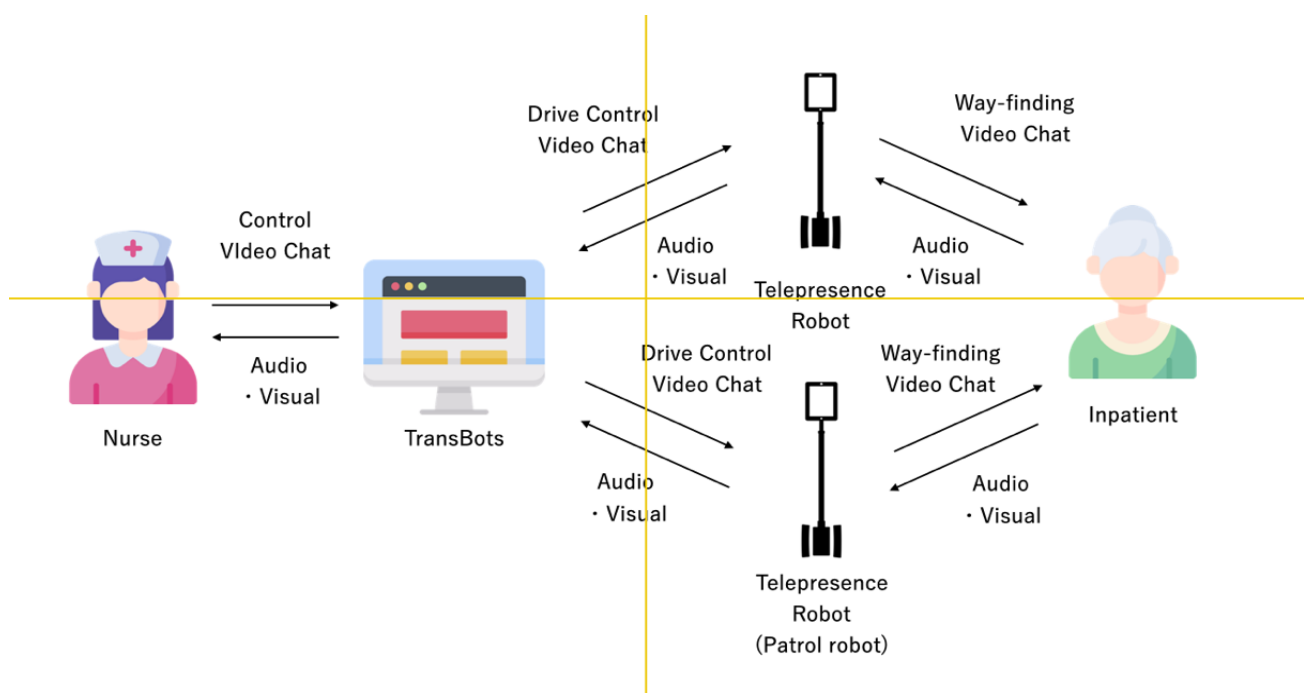 Drive Control
Video Chat
Way-finding
Video Chat
Control
VIdeo Chat
Audio
・Visual
Audio
・Visual
Telepresence
Robot
Audio
・Visual
Drive Control
Video Chat
Way-finding
Video Chat
Nurse
TransBots
Inpatient
Audio
・Visual
Audio
・Visual
Telepresence
Robot
(Patrol robot)